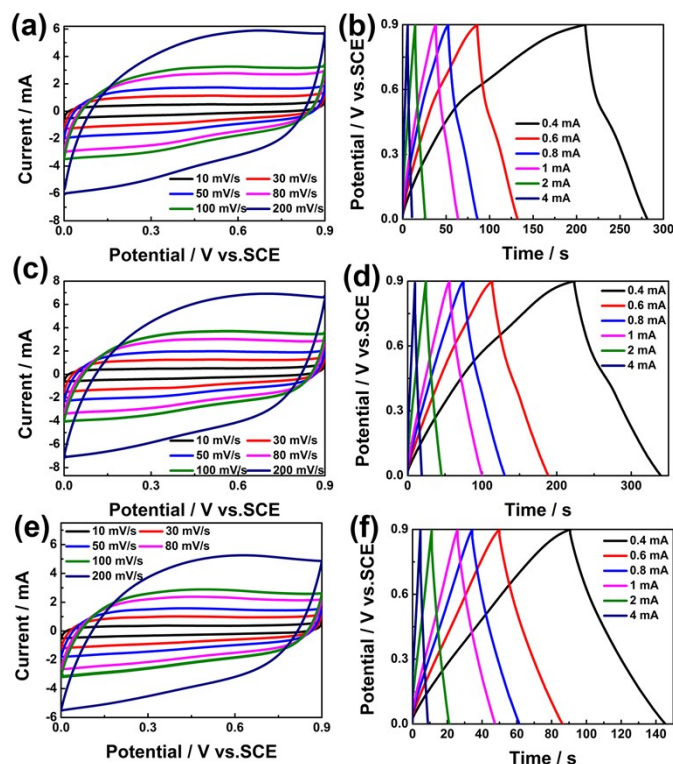 (a)
Current / mA
6
4
2
0
-2
-4
-6
10 mV/s 30 mV/s
50 mV/s 80 mV/s
100 mV/s 200 mV/s
0.0 0.3 0.6 0.9
Potential / V vs.SCE
(b)
Potential / V vs.SCE
0.9
0.6
0.3
0.0
0.4 mA
0.6 mA
0.8 mA
1 mA
2 mA
4 mA
0 50 100 150 200 250 300
Time / s
(c)
Current / mA
8
6
4
2
0
-2
-4
-6
-8
10 mV/s 30 mV/s
50 mV/s 80 mV/s
100 mV/s 200 mV/s
0.0 0.3 0.6 0.9
Potential / V vs.SCE
(d)
Potential / V vs.SCE
0.9
0.6
0.3
0.0
0.4 mA
0.6 mA
0.8 mA
1 mA
2 mA
4 mA
0 100 200 300
Time / s
(e)
Current / mA
8
6
4
2
0
-2
-4
-6
10 mV/s 30 mV/s
50 mV/s 80 mV/s
100 mV/s
200 mV/s
0.0 0.3 0.6 0.9
Potential / V vs.SCE
(f)
Potential / V vs.SCE
0.9
0.6
0.3
0.0
0.4 mA
0.6 mA
0.8 mA
1 mA
2 mA
4 mA
0 20 40 60 80 100 120 140
Time / s